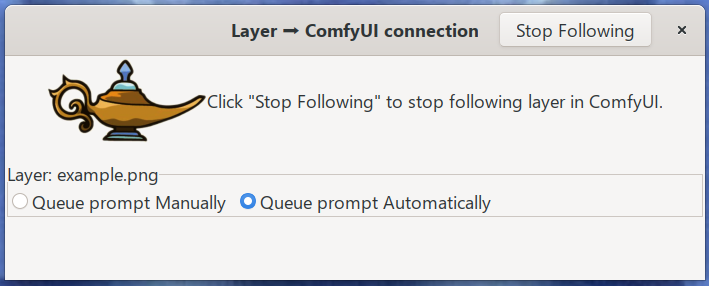 Layer ➞ ComfyUI connection
Stop Following
×
Click "Stop Following" to stop following layer in ComfyUI.
Layer: example.png
Queue prompt Manually
Queue prompt Automatically